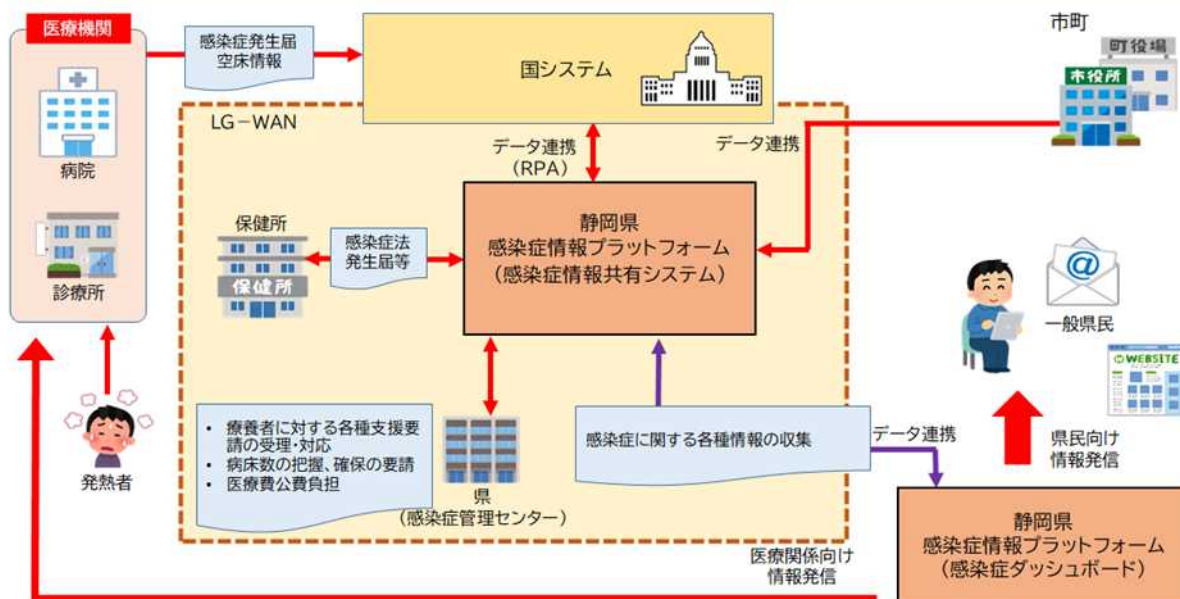 医療機関
病院
診療所
発熱者
感染症発生届
空床情報
国システム
市町
町役場
市役所
LG-WAN
データ連携
(RPA)
データ連携
静岡県
感染症情報プラットフォーム
(感染症情報共有システム)
保健所
保健所
感染症法
発生届等
・ 療養者に対する各種支援要
請の受理・対応
・ 病床数の把握、確保の要請
・ 医療費公費負担
県
(感染症管理センター)
感染症に関する各種情報の収集
データ連携
@
一般県民
WEBSITE
県民向け
情報発信
静岡県
感染症情報プラットフォーム
(感染症ダッシュボード)
医療関係向け
情報発信